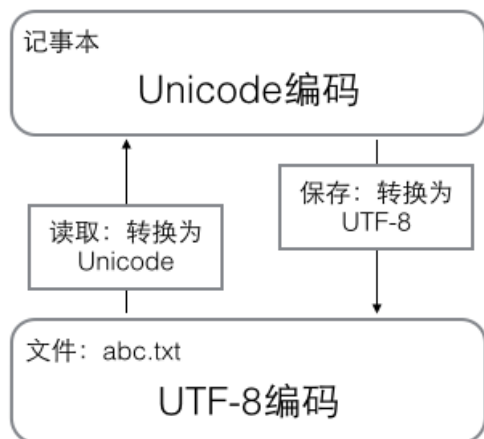 记事本
Unicode编码
读取：转换为
Unicode
保存：转换为
UTF-8
文件：abc.txt
UTF-8编码